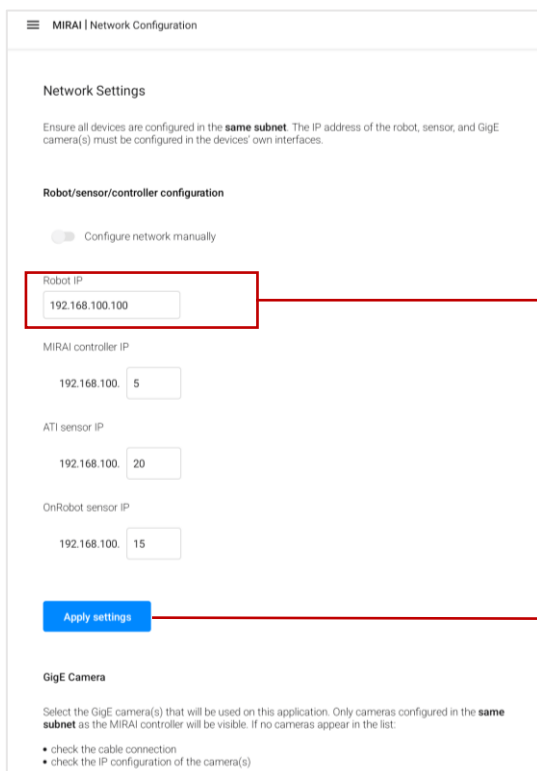 MIRAI | Network Configuration
Network Settings
Ensure all devices are configured in the same subnet. The IP address of the robot, sensor, and GigE
camera(s) must be configured in the devices' own interfaces.
Robot/sensor/controller configuration
Configure network manually
Robot IP
192.168.100.100
MIRAI controller IP
192.168.100. 5
ATI sensor IP
192.168.100. 20
OnRobot sensor IP
192.168.100. 15
Apply settings
GigE Camera
Select the GigE camera(s) that will be used on this application. Only cameras configured in the same
subnet as the MIRAI controller will be visible. If no cameras appear in the list:
• check the cable connection
• check the IP configuration of the camera(s)